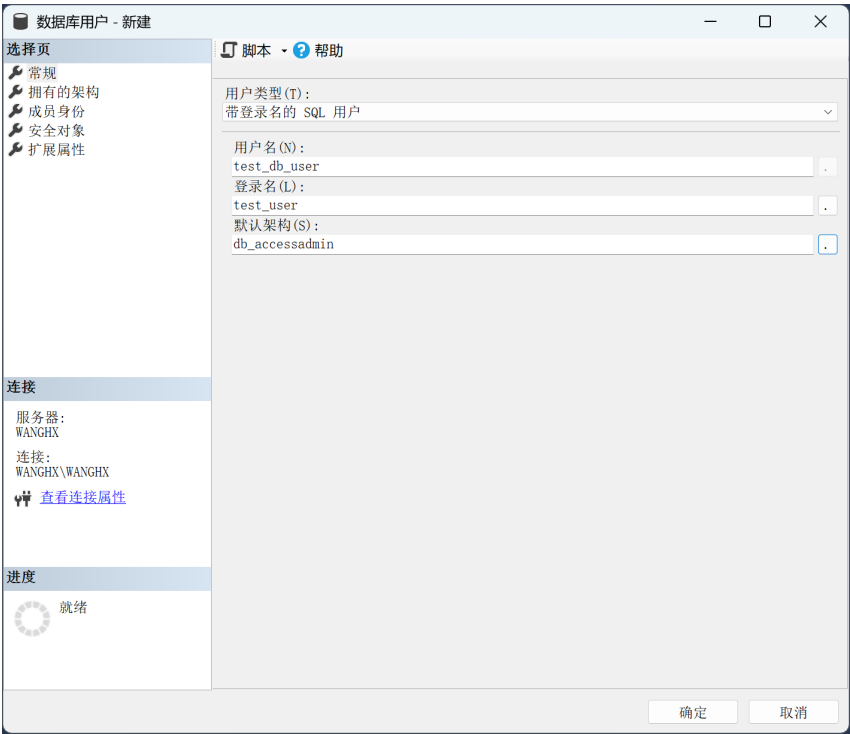 数据库用户 - 新建
选择页
常规
拥有的架构
成员身份
安全对象
扩展属性
脚本
帮助
用户类型(T):
带登录名的 SQL 用户
用户名(N):
test_db_user
.
登录名(L):
test_user
.
默认架构(S):
db_accessadmin
.
连接
服务器:
WANGHX
连接:
WANGHX\WANGHX
查看连接属性
进度
就绪
确定
取消